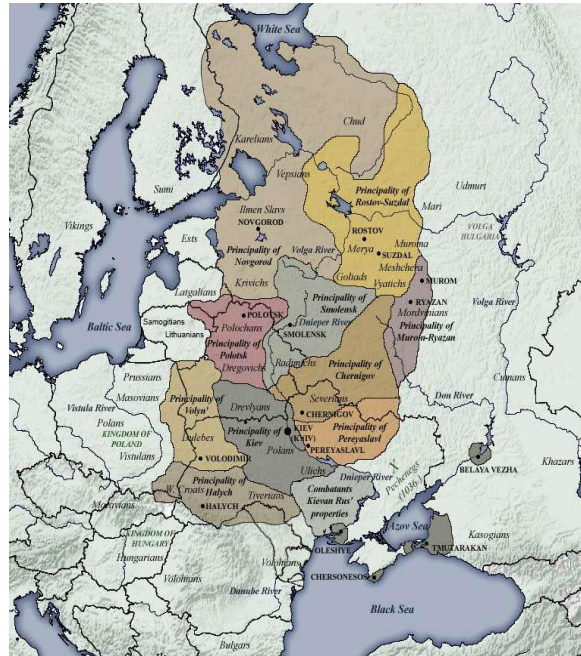 White Sea
Chud
Karelians
Vepsians
Sumi
Principality of
Rostov-Suzdal
Udmurt
Mari
Ilmen Slavs
NOVGOROD
Vikings
Ests
ROSTOV
Merya
Muroma
SUZDAL
VOLGA
BULGARIA
Principality of
Novgorod
Volga River
Meshchera
Goliads
Vyatichs
MUROM
Krivichs
Latgalians
Principality of
Smolensk
RYAZAN
Volga River
Mordvinians
Baltic Sea
Samogitians
Lithuanians
POLOTSK
Polochans
Dnieper River
SMOLENSK
Principality of
Murom-Ryazan
Principality of
Polotsk
Radimichs
Dregovichs
Principality of
Chernigov
Prussians
Masovians
Principality of
Volyn'
Cumans
Don River
Severians
Drevlyans
CHERNIGOV
Vistula River
Polans
KINGDOM OF
POLAND
Vistulans
Dulebes
Principality of
Kiev
KIEV
(KYIV)
Principality of
Pereyaslavl
PEREYASLAVL
Polans
VOLODIMIR
BELAYA VEZHA
Khazars
Ulichs
Dnieper River
X
Pechenegs
(1036-)
W. Croats
Principality of
Halych
Tiverians
HALYCH
Combatants
Kievan Rus'
properties
Moravians
KINGDOM OF
HUNGARY
Hungarians
Azov Sea
Kasogians
OLESHYE
TMUTARAKAN
Volomans
Volomans
Danube River
CHERSONESOS
Black Sea
Bulgars